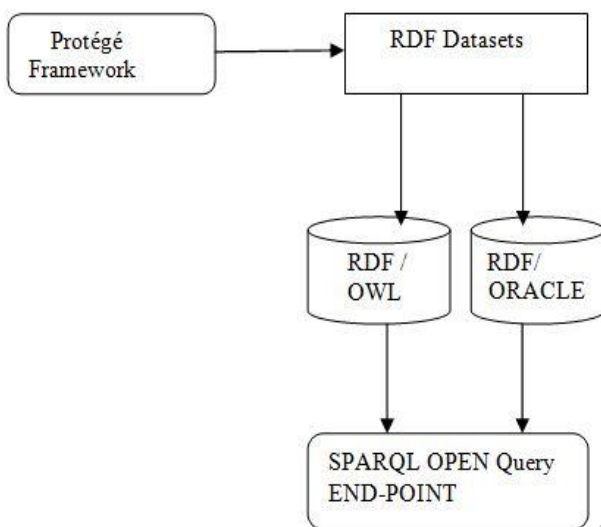 Protégé
Framework
RDF Datasets
RDF /
OWL
RDF/
ORACLE
SPARQL OPEN Query
END-POINT